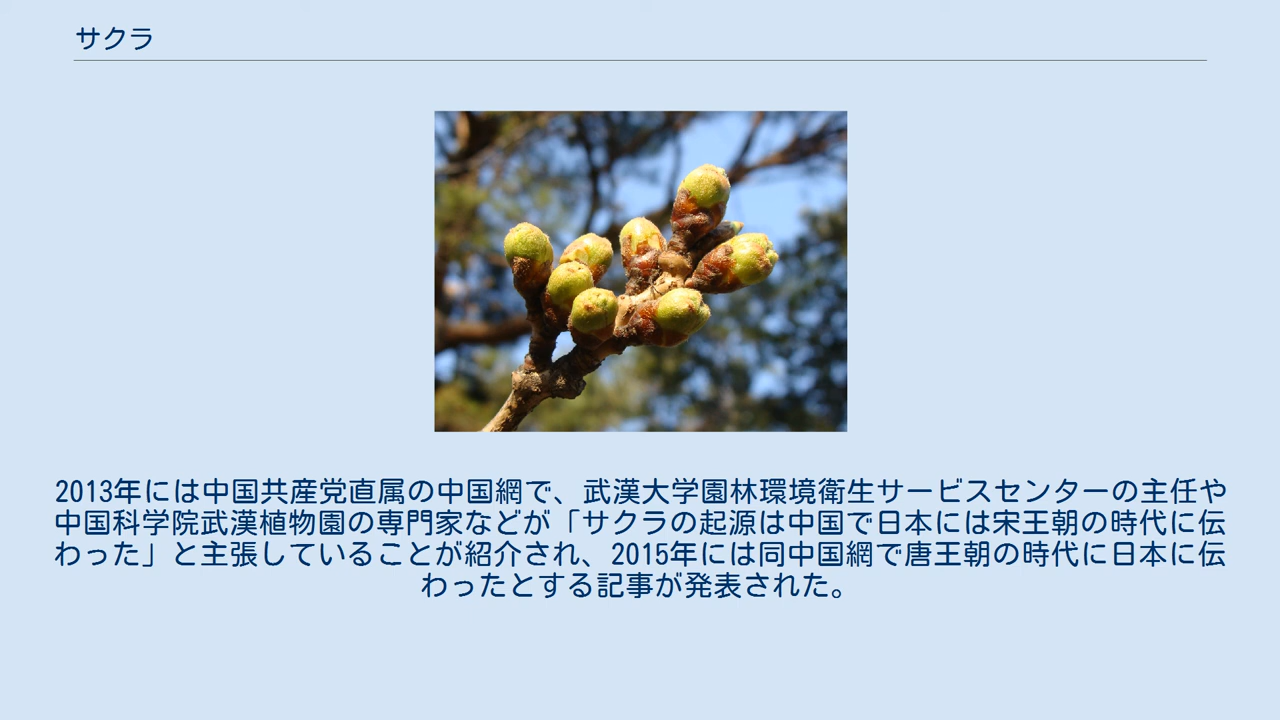 サクラ
2013年には中国共産党直属の中国網で、武漢大学園林環境衛生サービスセンターの主任や
中国科学院武漢植物園の専門家などが「サクラの起源は中国で日本には宋王朝の時代に伝
わった」と主張していることが紹介され、2015年には同中国網で唐王朝の時代に日本に伝
わったとする記事が発表された。